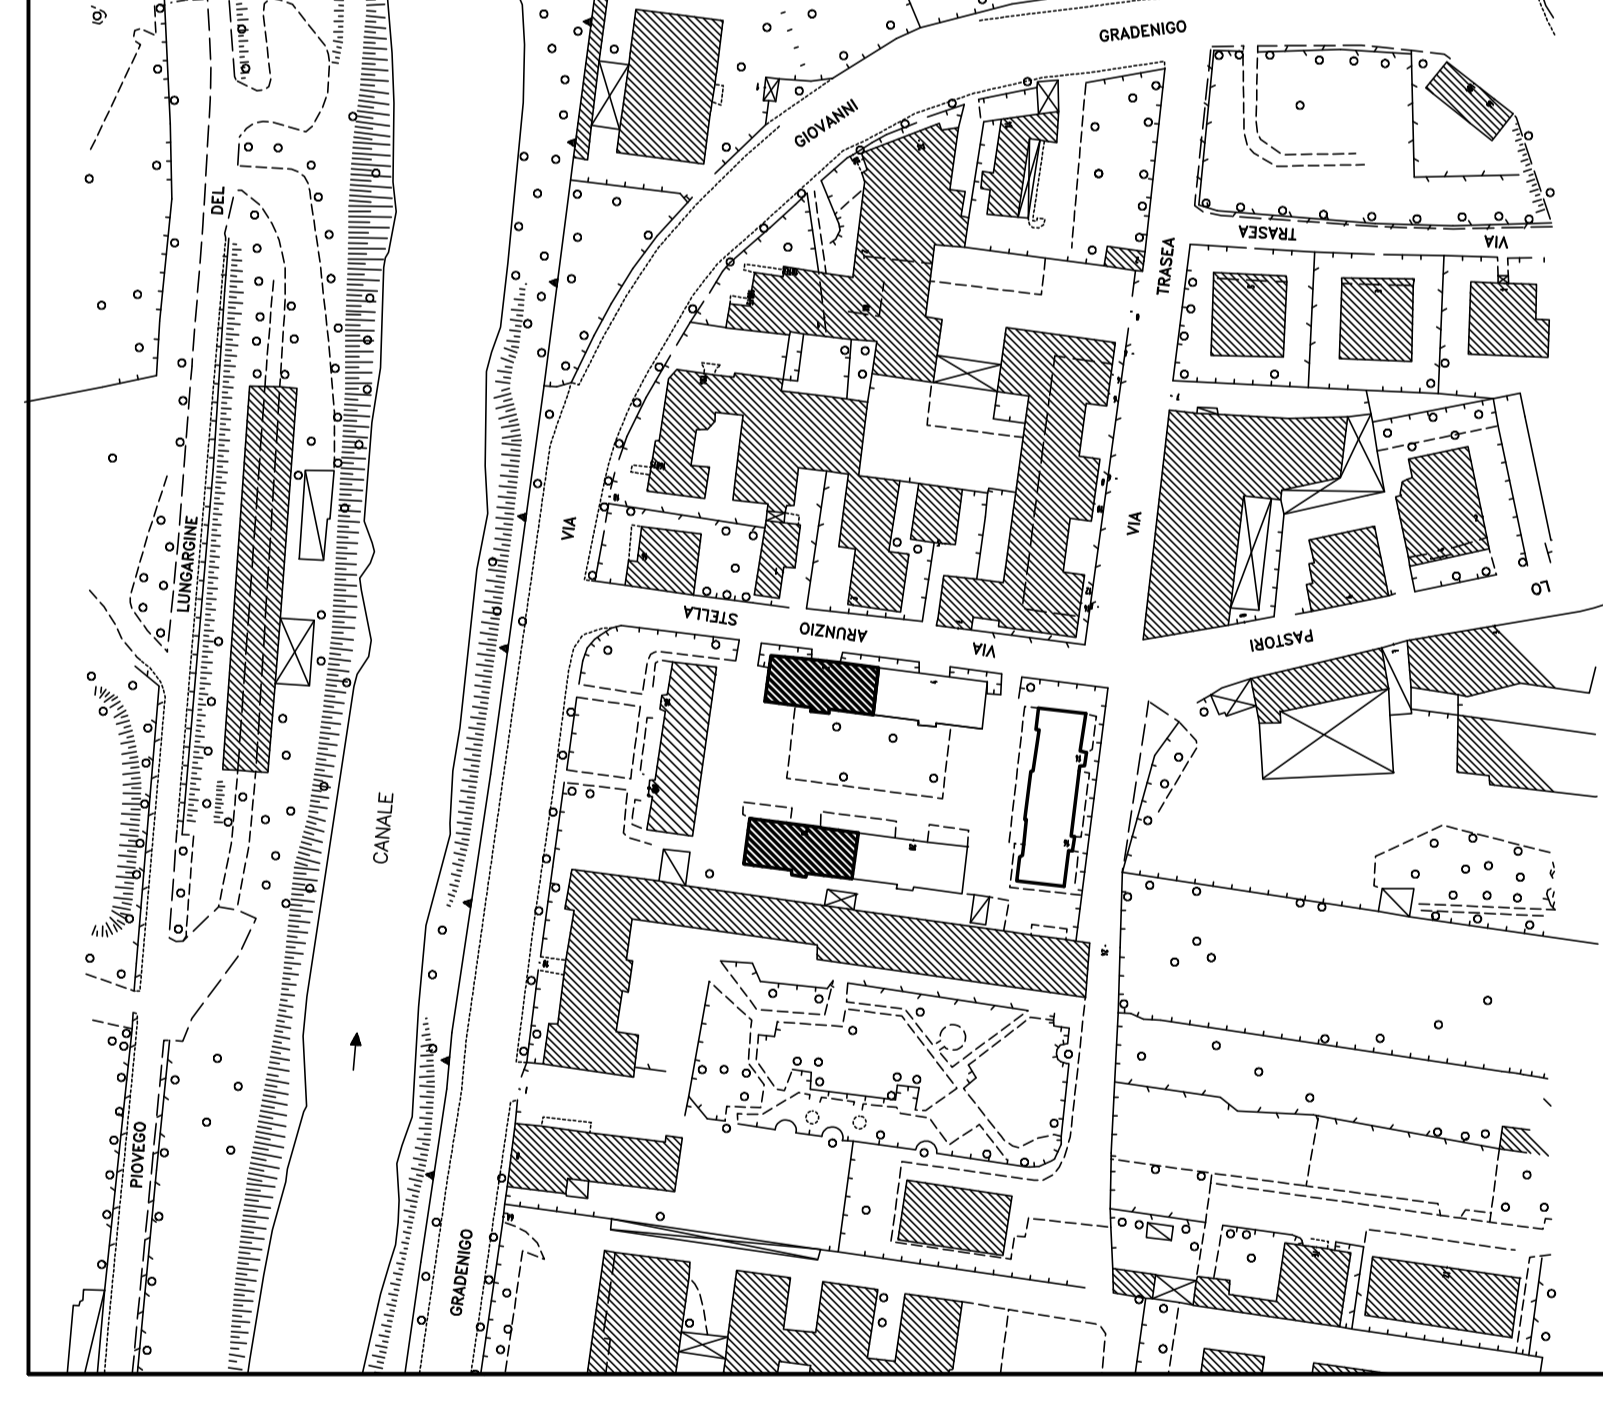 GRADENIGO
GIOVANNI
DEL
TRASEA
VIA
TRASEA
LUNGARGINE
VIA
VIA
LO
STELLA
ARUNZIO
VIA
PASTORI
CANALE
PIOVEGO
GRADENIGO